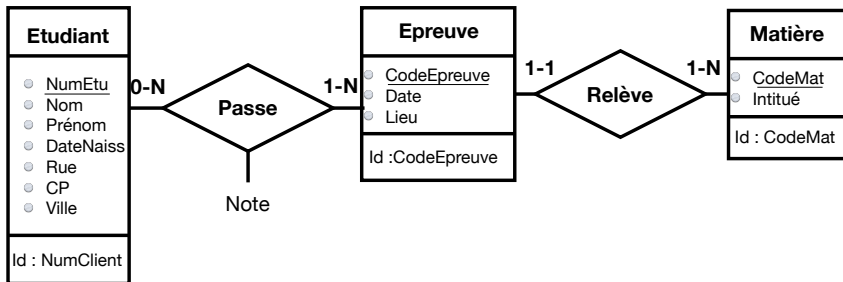 Etudiant
NumEtu
Nom
Prénom
DateNaiss
Rue
CP
Ville
Id : NumClient
0-N
Passe
Note
1-N
Epreuve
CodeEpreuve
Date
Lieu
Id :CodeEpreuve
1-1
Relève
1-N
Matière
CodeMat
Intitué
Id : CodeMat